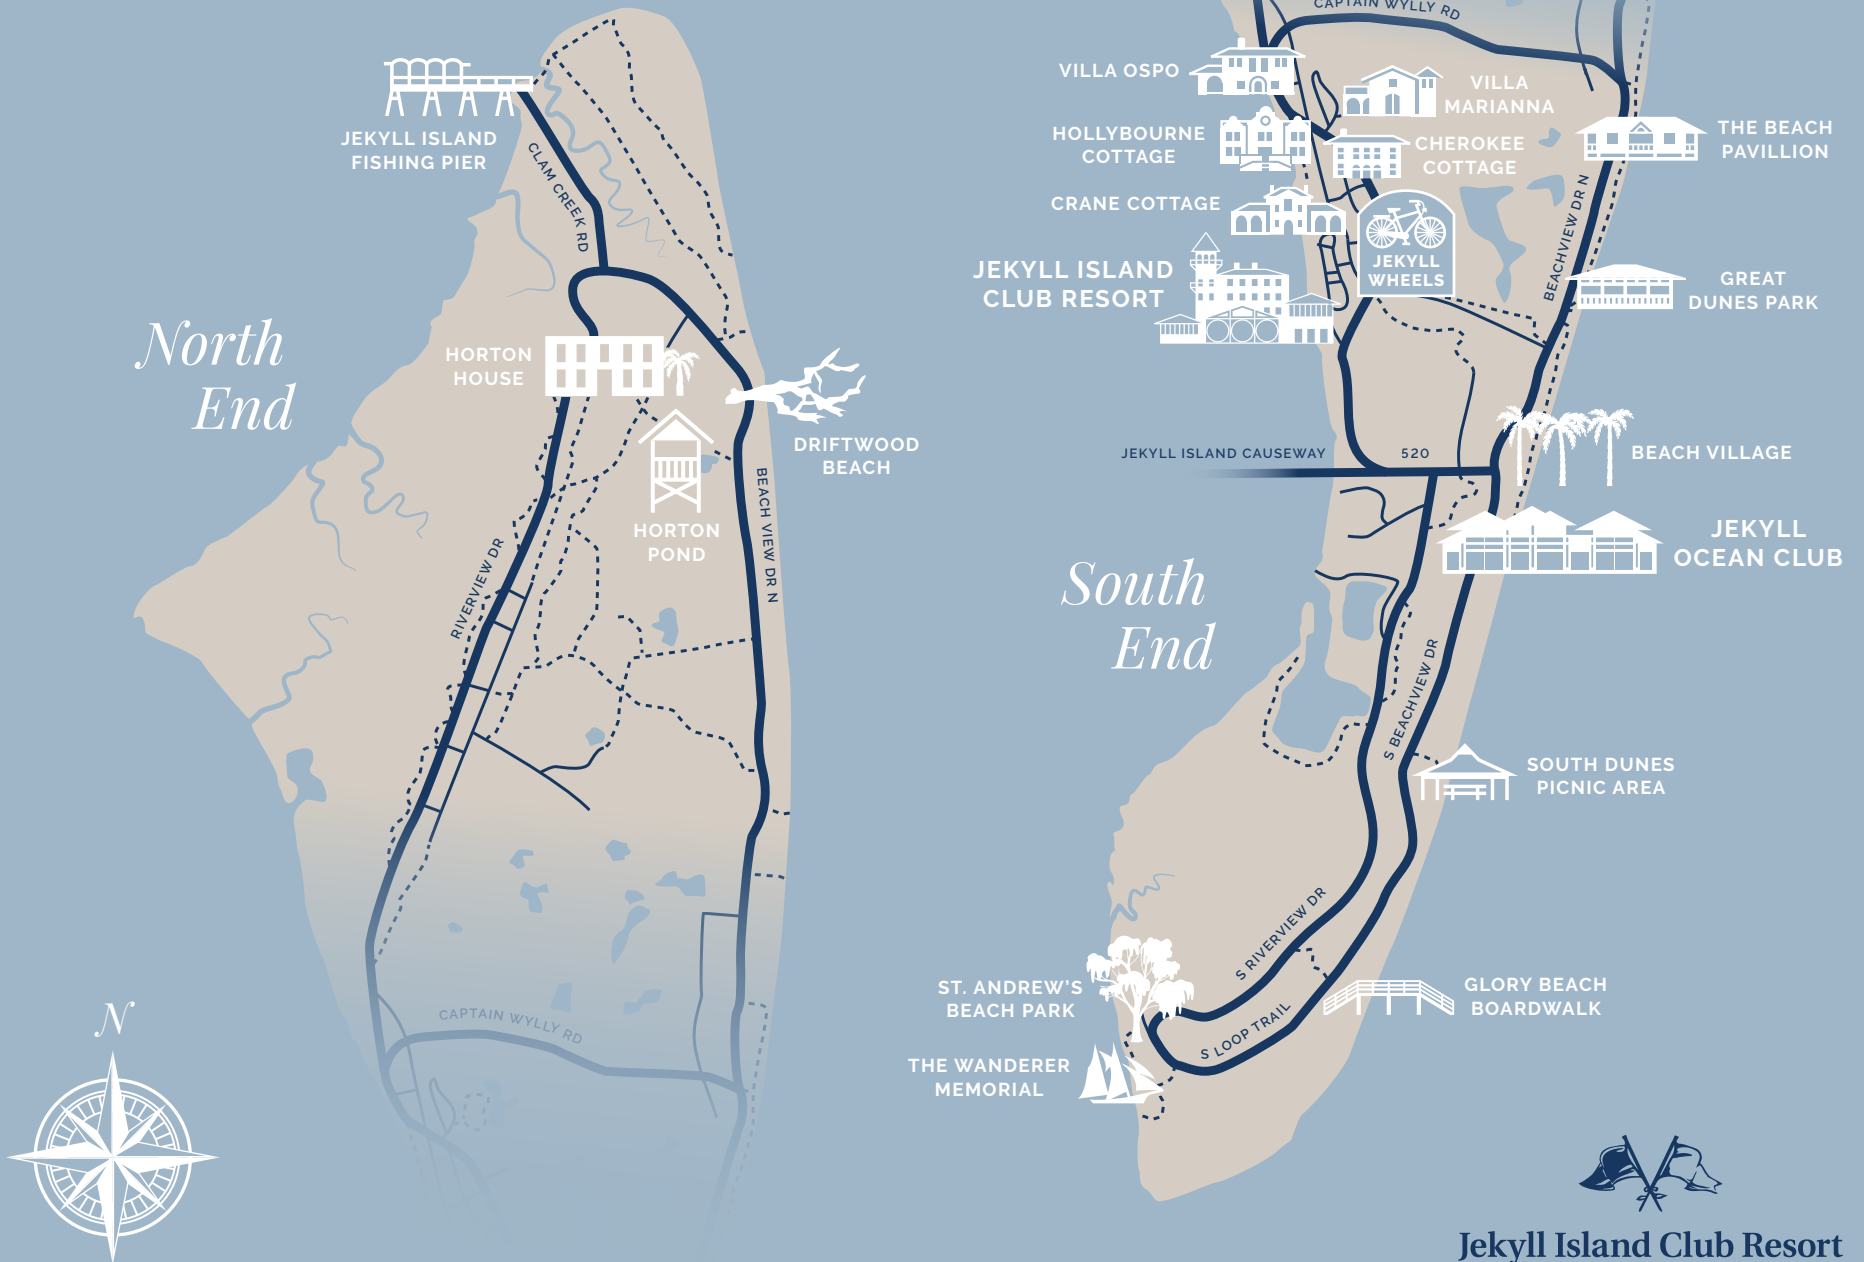 JEKYLL ISLAND
FISHING PIER
CLAM CREEK RD
North
End
HORTON
HOUSE
DRIFTWOOD
BEACH
HORTON
POND
BEACH VIEW DR N
RIVERVIEW DR
CAPTAIN WYLLY RD
N
CAPTAIN WYLLY RD
VILLA OSPO
VILLA
MARIANNA
HOLLYBOURNE
COTTAGE
CHEROKEE
COTTAGE
THE BEACH
PAVILLION
CRANE COTTAGE
BEACHVIEW DR N
JEKYLL
WHEELS
JEKYLL ISLAND
CLUB RESORT
GREAT
DUNES PARK
JEKYLL ISLAND CAUSEWAY
520
BEACH VILLAGE
JEKYLL
OCEAN CLUB
South
End
S BEACHVIEW DR
SOUTH DUNES
PICNIC AREA
S RIVERVIEW DR
ST. ANDREW'S
BEACH PARK
GLORY BEACH
BOARDWALK
S LOOP TRAIL
THE WANDERER
MEMORIAL
Jekyll Island Club Resort